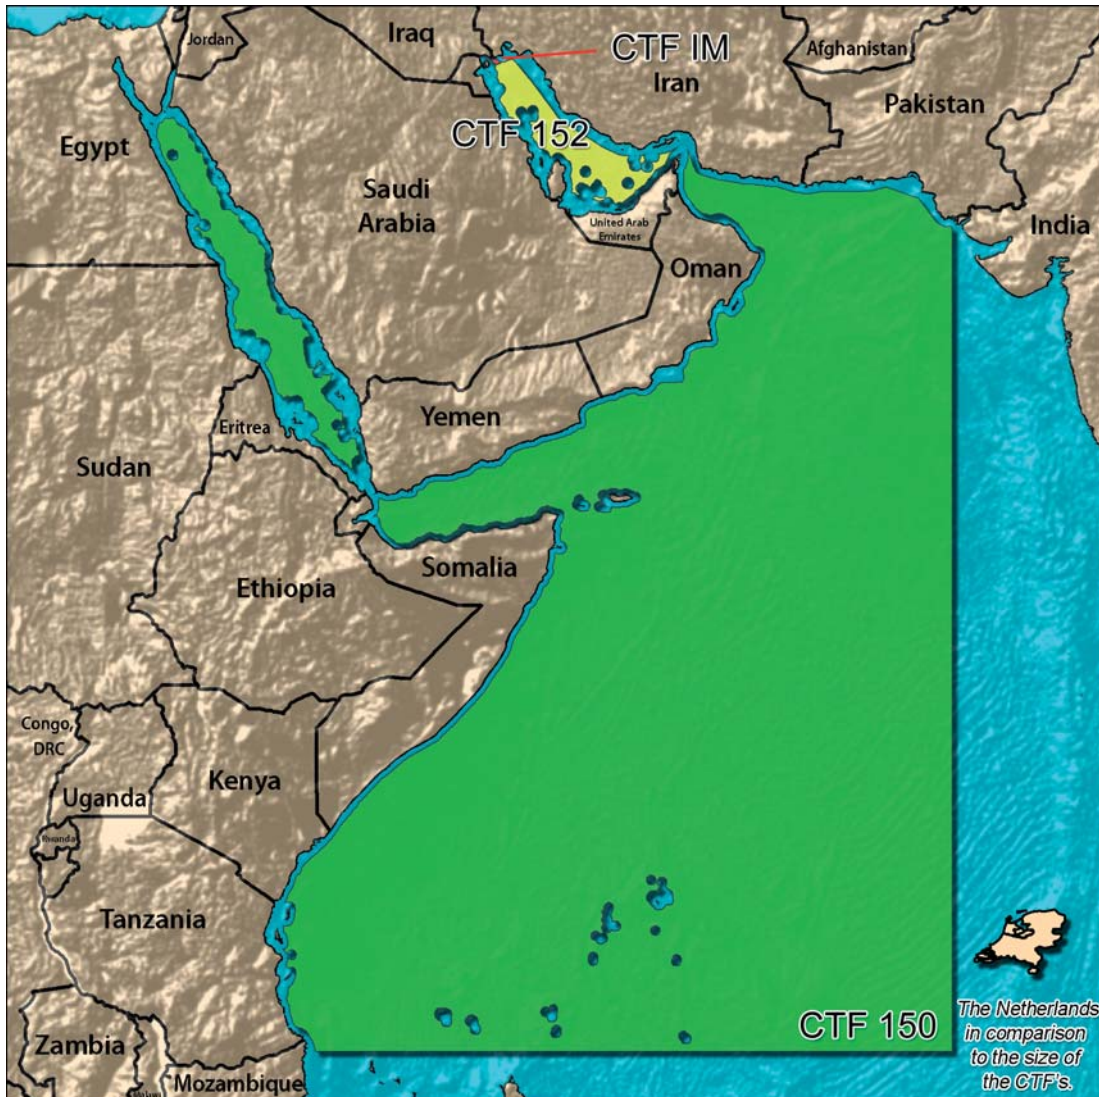 Jordan
Iraq
CTF IM
Iran
Afghanistan
Pakistan
CTF 152
Egypt
Saudi
Arabia
United Arab
Emirates
India
Oman
Yemen
Eritrea
Sudan
Somalia
Ethiopia
Congo,
DRC
Uganda
Kenya
Rwanda
Tanzania
CTF 150
The Netherlands
in comparison
to the size of
the CTF's.
Zambia
Mozambique